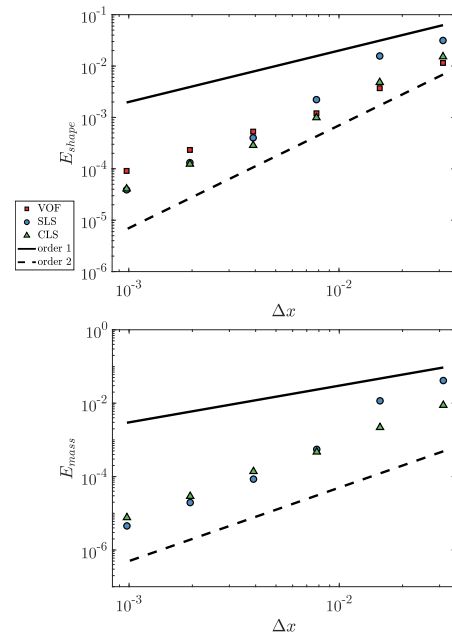 10^-1
10^-2
10^-3
10^-4
10^-5
10^-6
E_shape
10^-3
10^-2
Δx
VOF
SLS
CLS
order 1
order 2
10^0
10^-2
10^-4
10^-6
E_mass
10^-3
10^-2
Δx